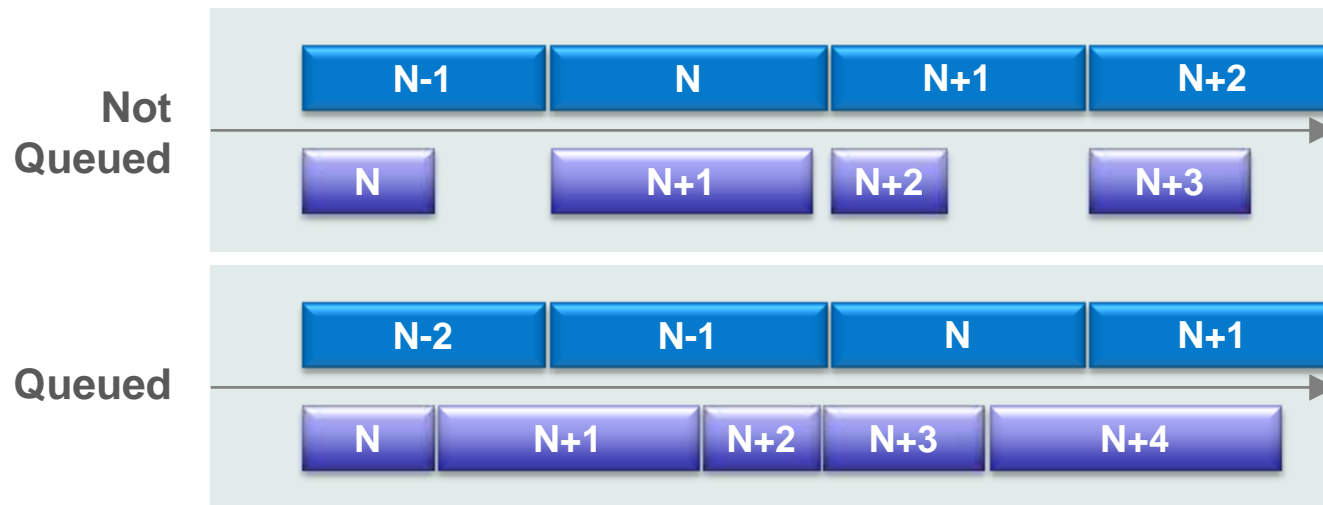 Not
Queued
N-1 N N+1 N+2
N N+1 N+2 N+3
Queued
N-2 N-1 N N+1
N N+1 N+2 N+3 N+4